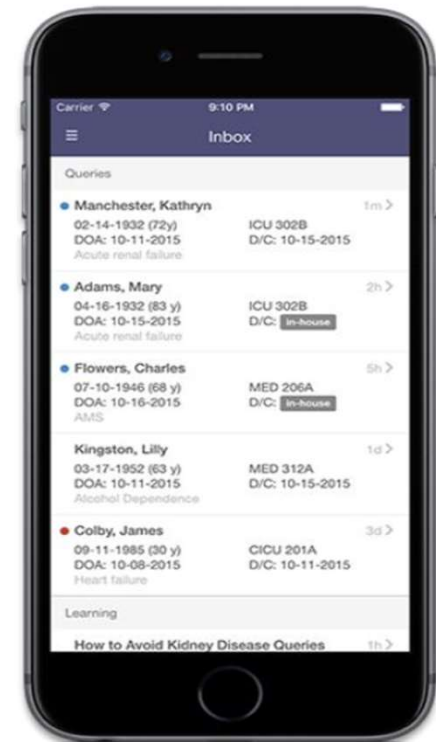 Carrier 9:10 PM
Inbox
Queries
Manchester, Kathryn 1m
02-14-1932 (72y) ICU 302B
DOA: 10-11-2015 D/C: 10-15-2015
Acute renal failure
Adams, Mary 2h
04-16-1932 (83 y) ICU 302B
DOA: 10-15-2015 D/C: in-house
Acute renal failure
Flowers, Charles 5h
07-10-1946 (68 y) MED 206A
DOA: 10-16-2015 D/C: in-house
AMS
Kingston, Lilly 1d
03-17-1952 (63 y) MED 312A
DOA: 10-11-2015 D/C: 10-15-2015
Alcohol Dependence
Colby, James 3d
09-11-1985 (30 y) CICU 201A
DOA: 10-08-2015 D/C: 10-11-2015
Heart failure
Learning
How to Avoid Kidney Disease Queries 1h